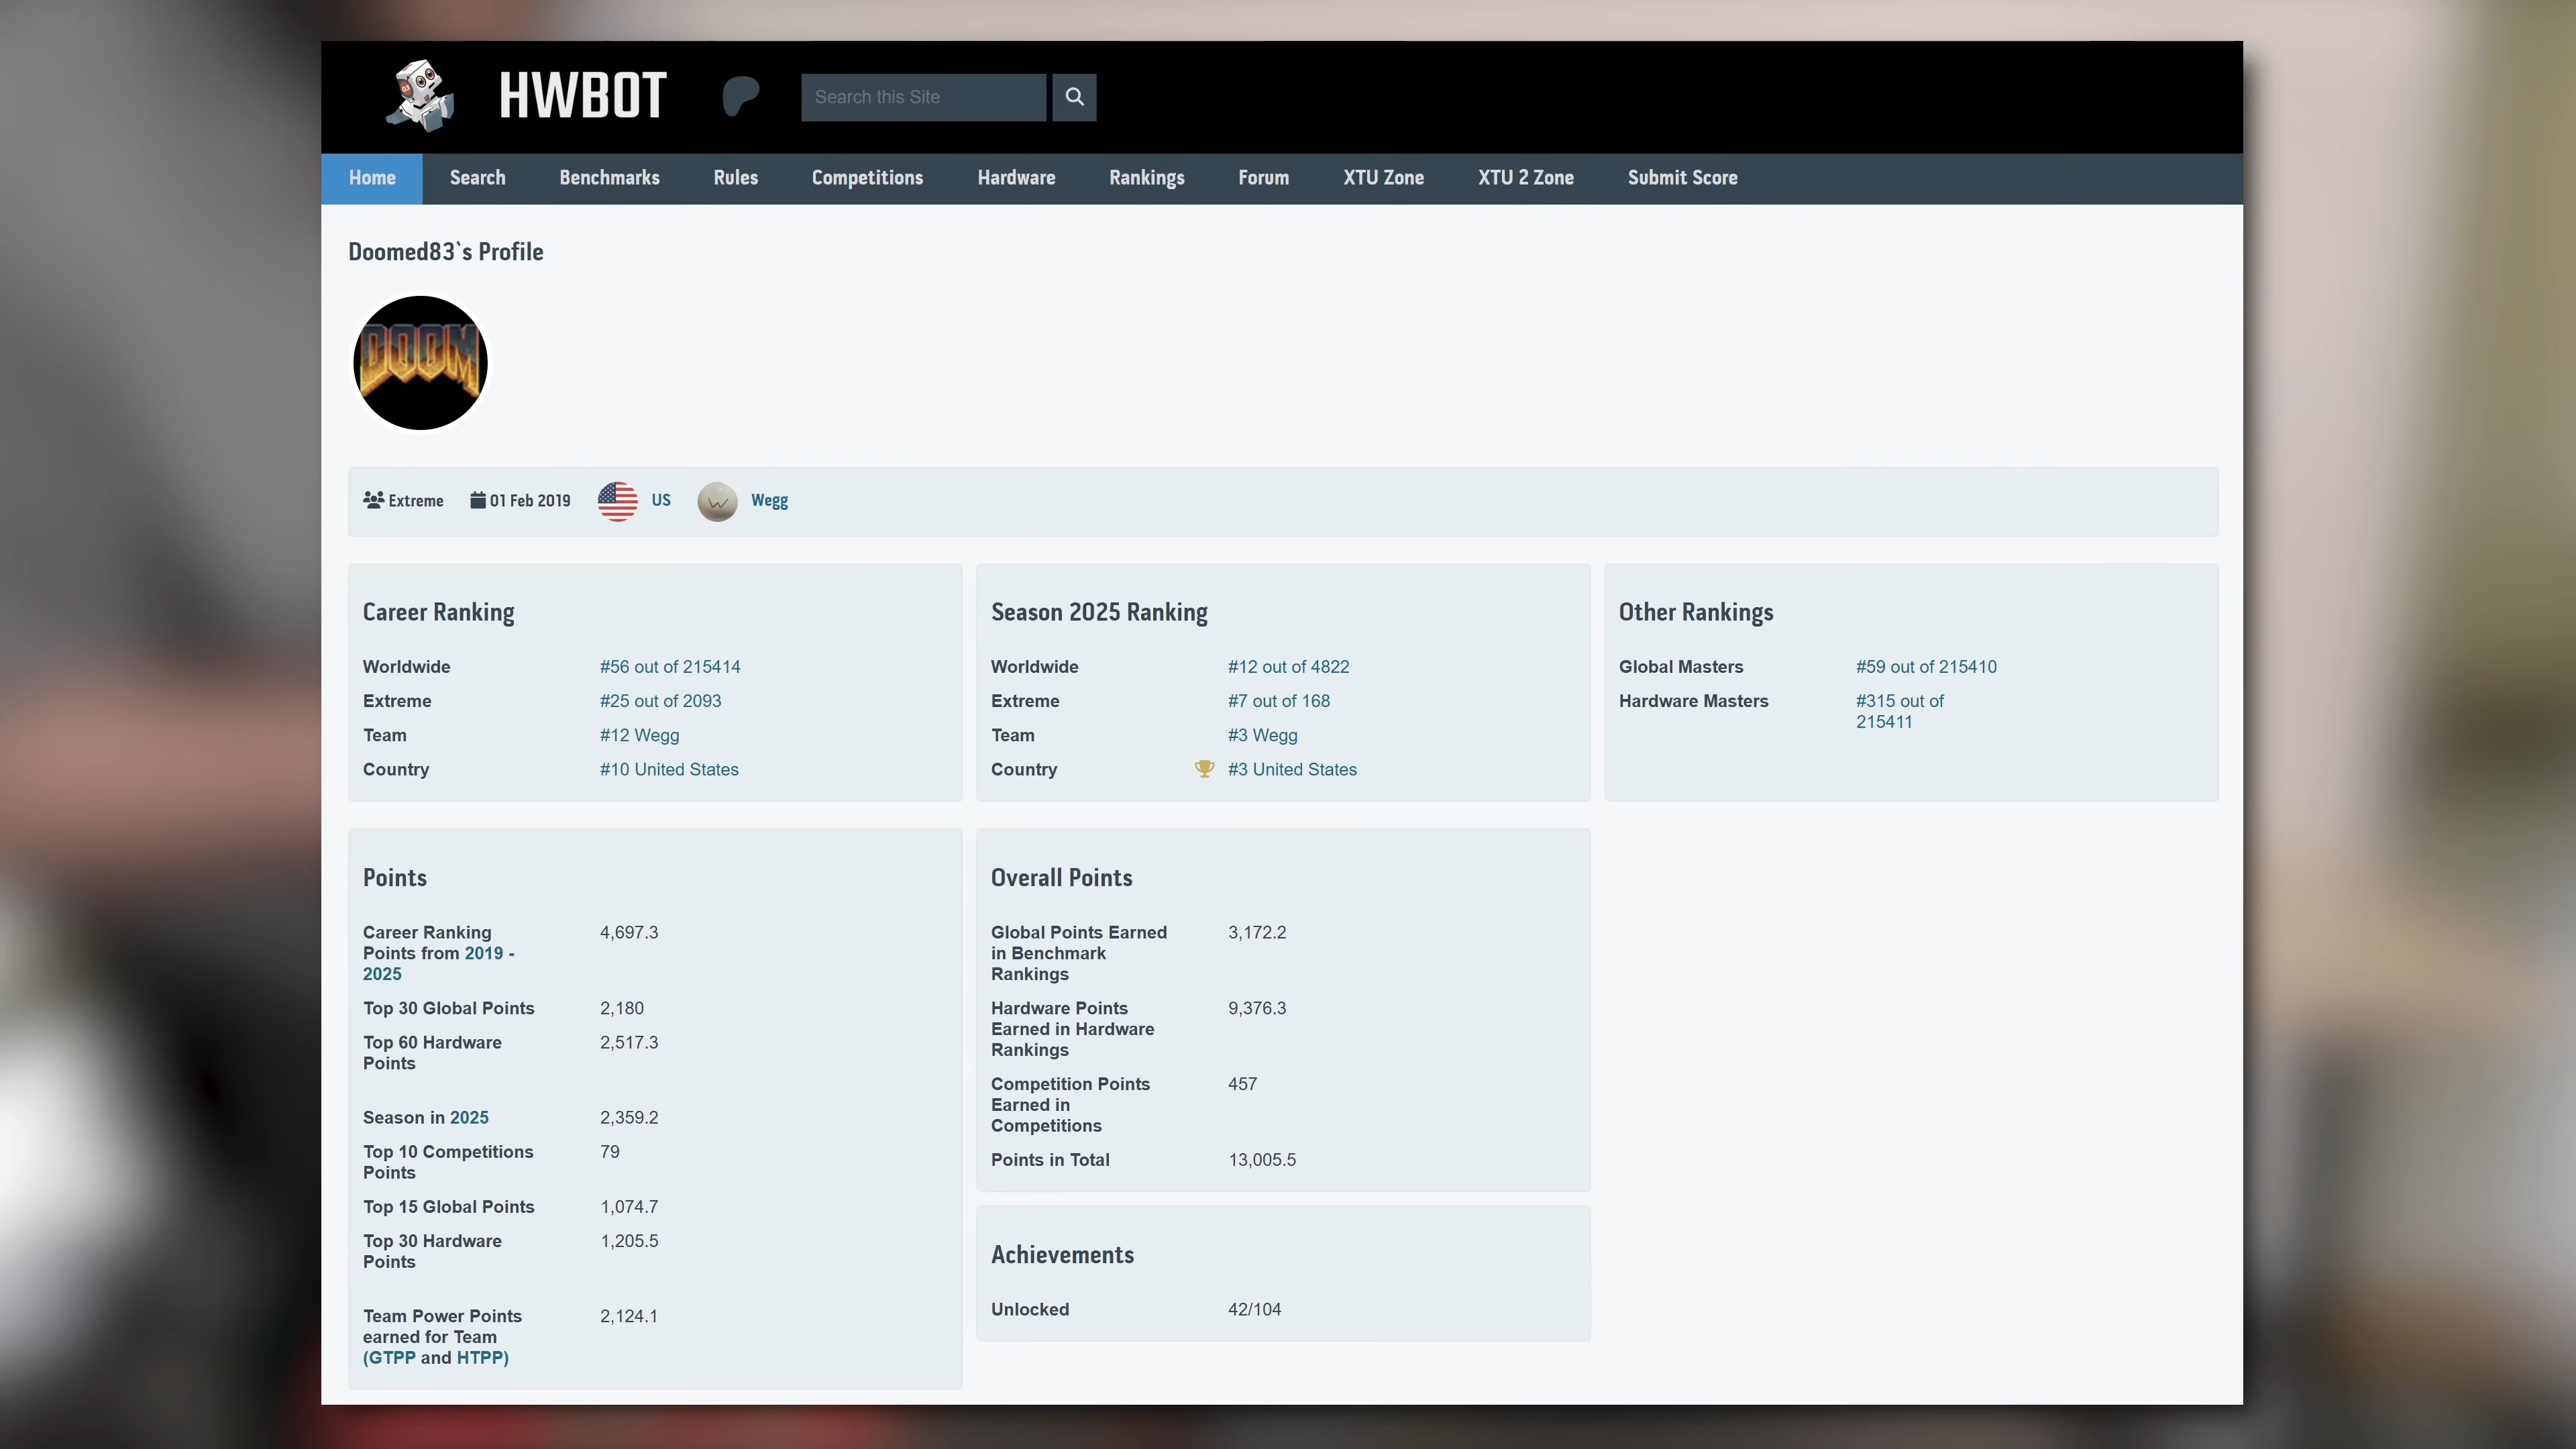 HWBOT
Search this Site
Home Search Benchmarks Rules Competitions Hardware Rankings Forum XTU Zone XTU 2 Zone Submit Score
Doomed83`s Profile
DOOM
Extreme 01 Feb 2019 US W Wegg
Career Ranking
Worldwide #56 out of 215414
Extreme #25 out of 2093
Team #12 Wegg
Country #10 United States
Season 2025 Ranking
Worldwide #12 out of 4822
Extreme #7 out of 168
Team #3 Wegg
Country #3 United States
Other Rankings
Global Masters #59 out of 215410
Hardware Masters #315 out of
215411
Points
Career Ranking 4,697.3
Points from 2019 -
2025
Top 30 Global Points 2,180
Top 60 Hardware 2,517.3
Points
Season in 2025 2,359.2
Top 10 Competitions 79
Points
Top 15 Global Points 1,074.7
Top 30 Hardware 1,205.5
Points
Team Power Points 2,124.1
earned for Team
(GTPP and HTPP)
Overall Points
Global Points Earned 3,172.2
in Benchmark
Rankings
Hardware Points 9,376.3
Earned in Hardware
Rankings
Competition Points 457
Earned in
Competitions
Points in Total 13,005.5
Achievements
Unlocked 42/104